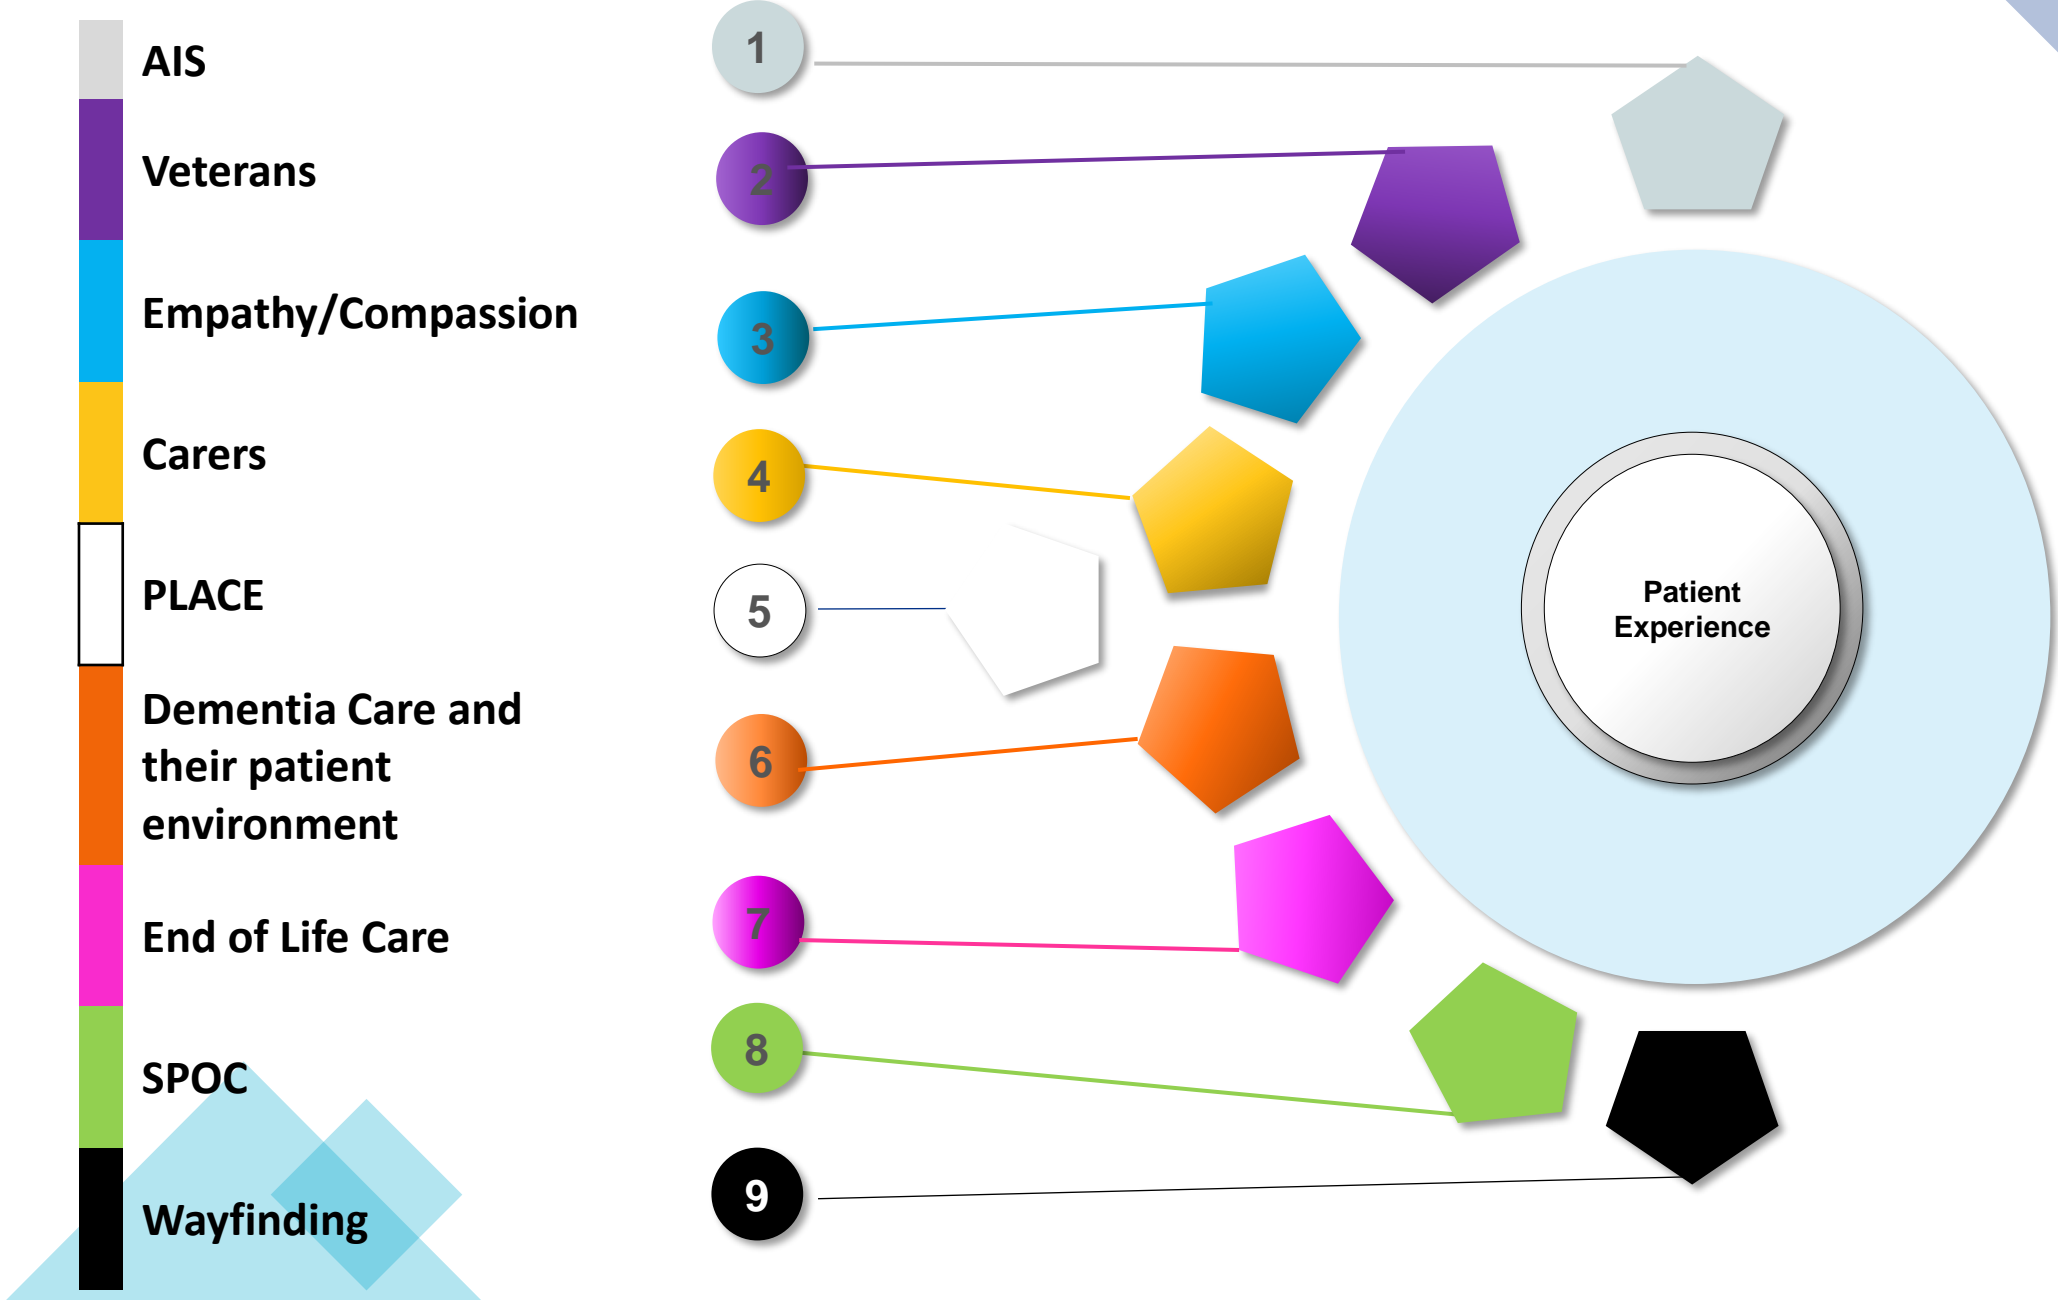 AIS
Veterans
Empathy/Compassion
Carers
PLACE
Dementia Care and
their patient
environment
End of Life Care
SPOC
Wayfinding
1
2
3
4
5
6
7
8
9
Patient
Experience